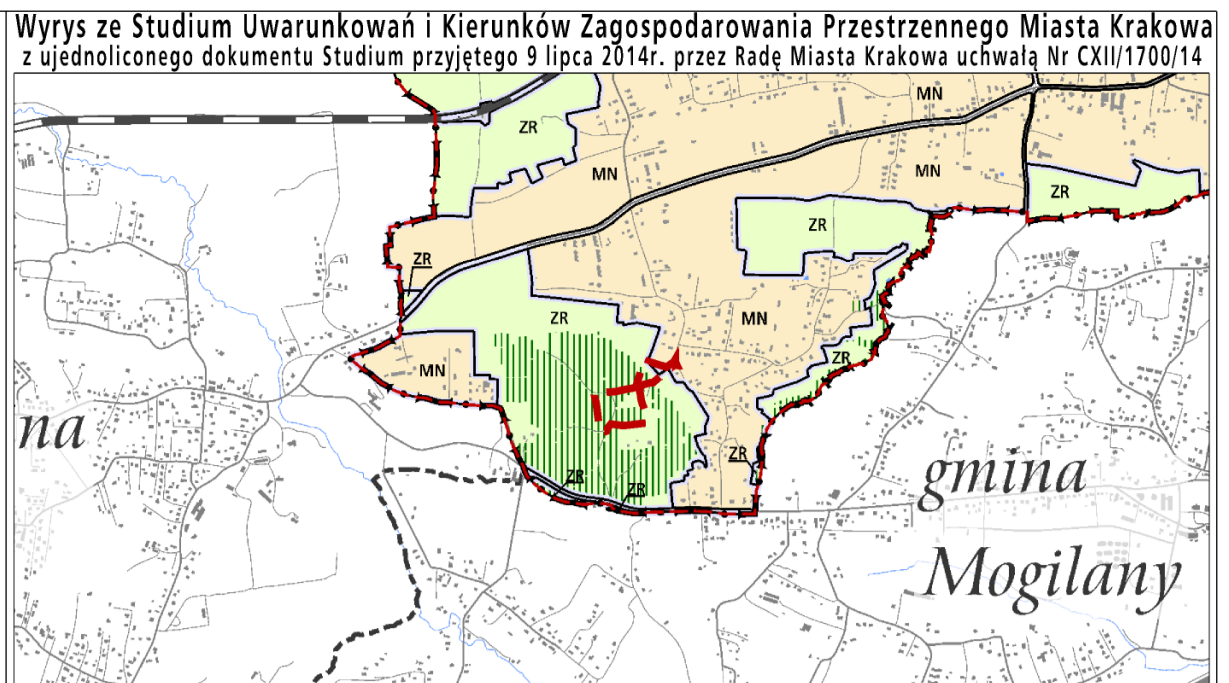 Wyrys ze Studium Uwarunkowań i Kierunków Zagospodarowania Przestrzennego Miasta Krakowa
z ujednoliconego dokumentu Studium przyjętego 9 lipca 2014r. przez Radę Miasta Krakowa uchwałą Nr CXII/1700/14
MN
ZR
MN
MN
ZR
ZR
ZR
ZR
MN
ZR
MN
na
ZR
gmina
ZR
ZR
Mogilany